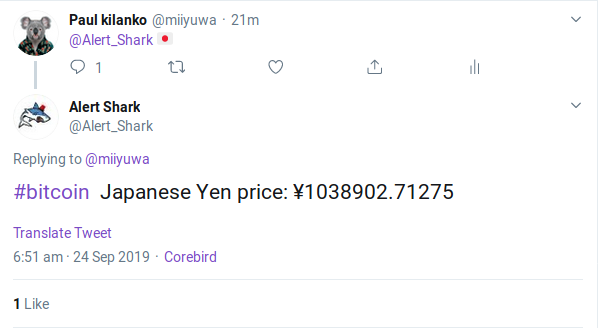 Paul kilanko @miiyuwa · 21m
@Alert_Shark 🇯🇵
1
Alert Shark
@Alert_Shark
Replying to @miiyuwa
#bitcoin Japanese Yen price: ¥1038902.71275
Translate Tweet
6:51 am · 24 Sep 2019 · Corebird
1 Like